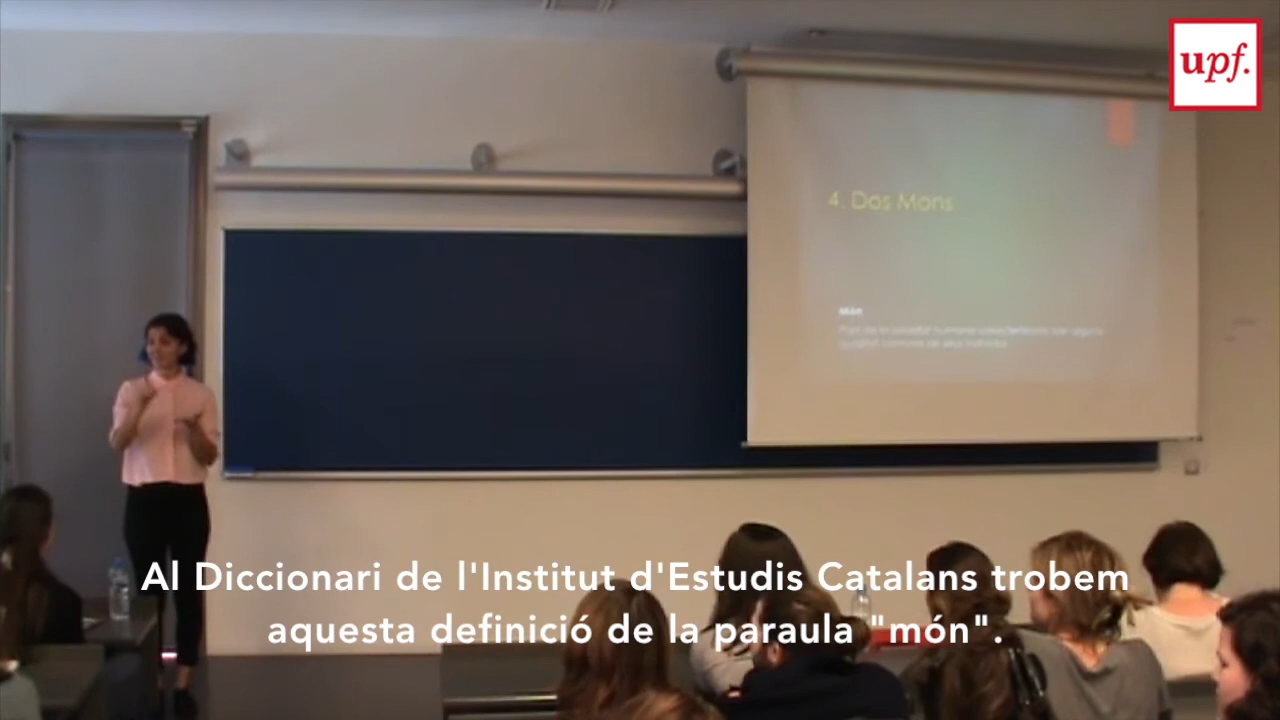 upf.
4. Dos Mons
Món
Al Diccionari de l'Institut d'Estudis Catalans trobem
aquesta definició de la paraula "món".